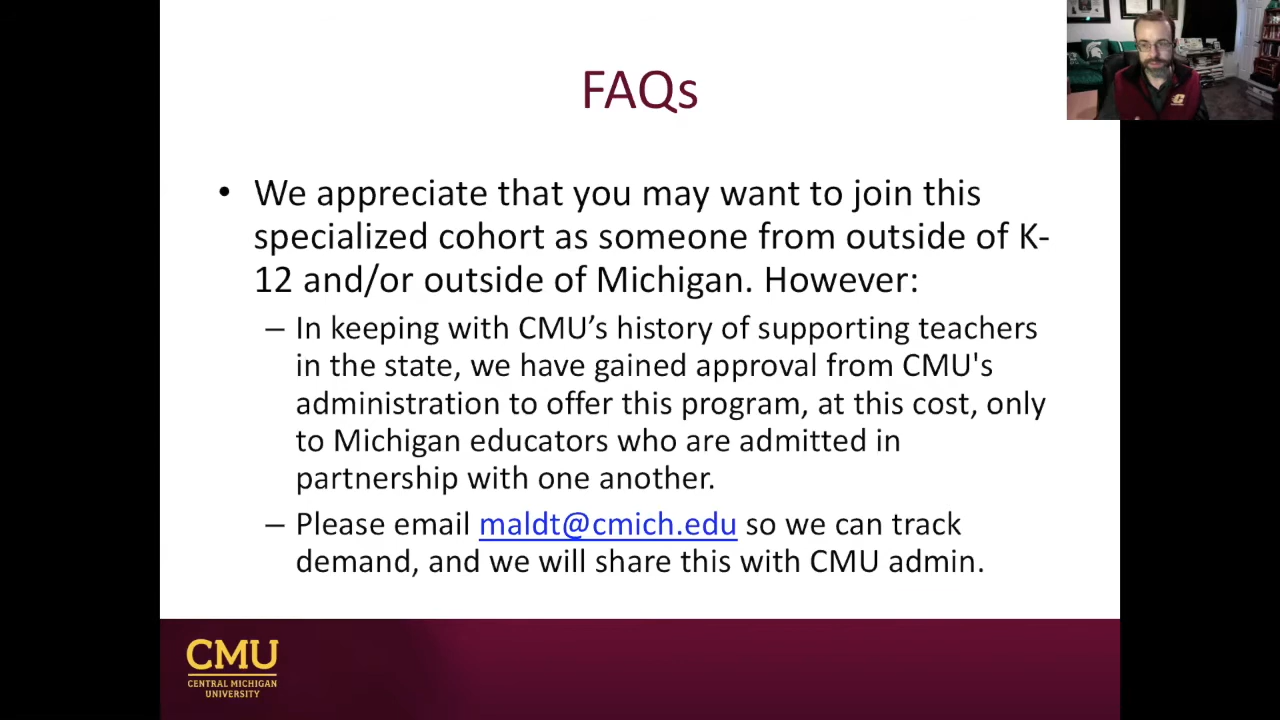 FAQs
• We appreciate that you may want to join this
specialized cohort as someone from outside of K-
12 and/or outside of Michigan. However:
– In keeping with CMU’s history of supporting teachers
in the state, we have gained approval from CMU's
administration to offer this program, at this cost, only
to Michigan educators who are admitted in
partnership with one another.
– Please email maldt@cmich.edu so we can track
demand, and we will share this with CMU admin.
CMU
CENTRAL MICHIGAN
UNIVERSITY